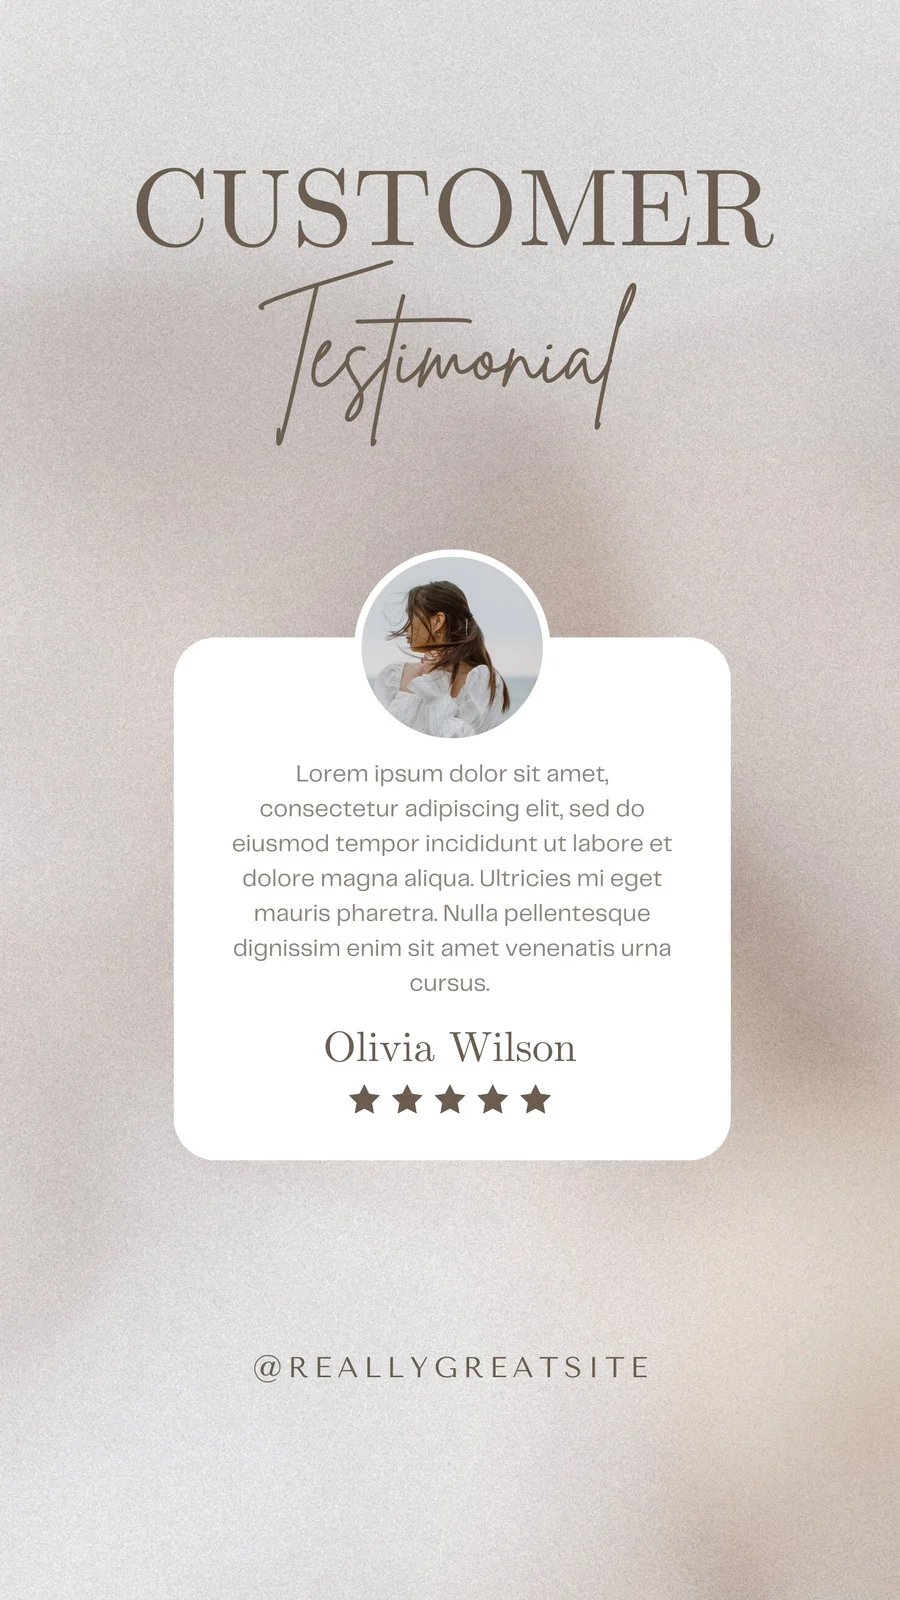 CUSTOMER
Testimonial
Lorem ipsum dolor sit amet,
consectetur adipiscing elit, sed do
eiusmod tempor incididunt ut labore et
dolore magna aliqua. Ultricies mi eget
mauris pharetra. Nulla pellentesque
dignissim enim sit amet venenatis urna
cursus.
Olivia Wilson
@REALLYGREATSITE